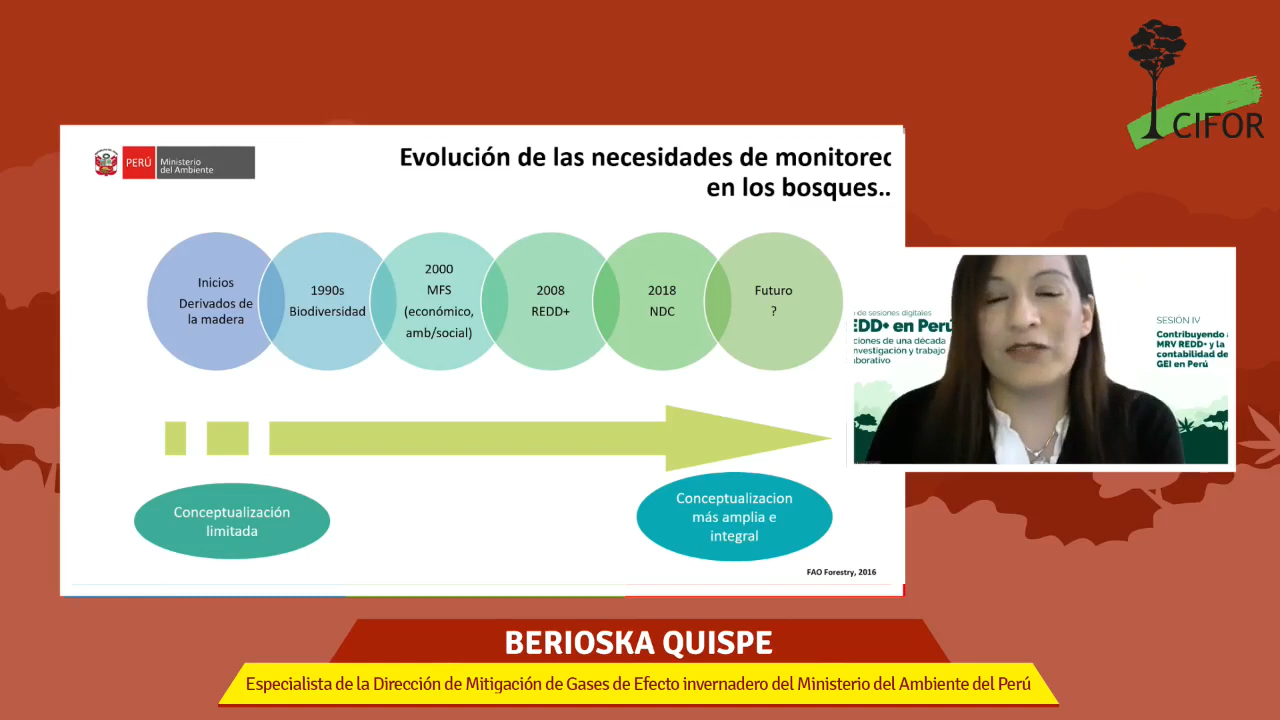 CIFOR
PERÚ
Ministerio
del Ambiente
Evolución de las necesidades de monitoreo
en los bosques..
Inicios
Derivados de
la madera
1990s
Biodiversidad
2000
MFS
(económico,
amb/social)
2008
REDD+
2018
NDC
Futuro
?
Conceptualización
limitada
Conceptualizacion
más amplia e
integral
FAO Forestry, 2016
de sesiones digitales
EDD+ en Perú
ciones de una década
nvestigación y trabajo
aborativo
SESIÓN IV
Contribuyendo
MRV REDD+ y la
contabilidad de
GEI en Perú
BERIOSKA QUISPE
Especialista de la Dirección de Mitigación de Gases de Efecto invernadero del Ministerio del Ambiente del Perú